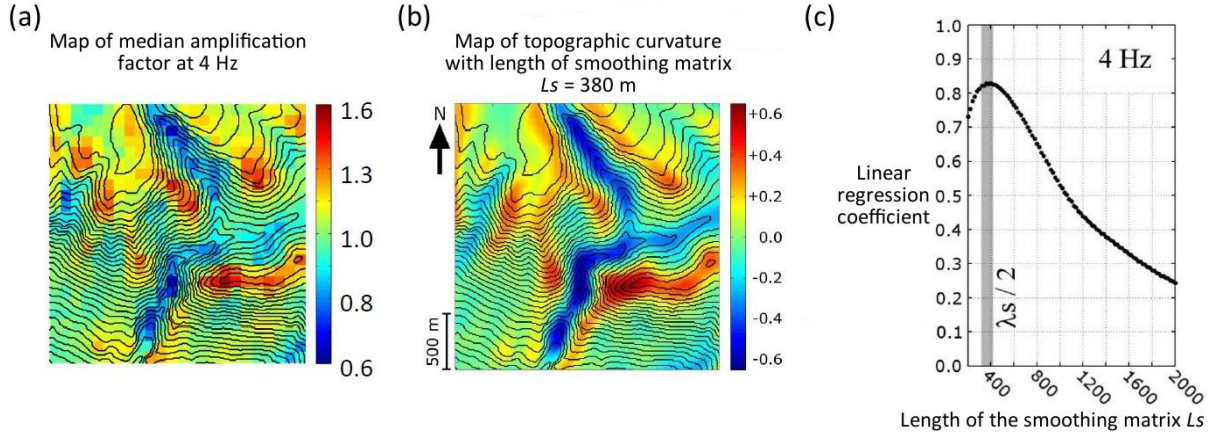 (a)
Map of median amplification
factor at 4 Hz
1.6
1.3
1.0
0.8
0.6
(b)
Map of topographic curvature
with length of smoothing matrix
Ls = 380 m
N
500 m
+0.6
+0.4
+0.2
0.0
-0.2
-0.4
-0.6
(c)
Linear
regression
coefficient
1.0
0.9
0.8
0.7
0.6
0.5
0.4
0.3
0.2
0.1
0.0
4 Hz
λs / 2
400
800
1200
1600
2000
Length of the smoothing matrix Ls